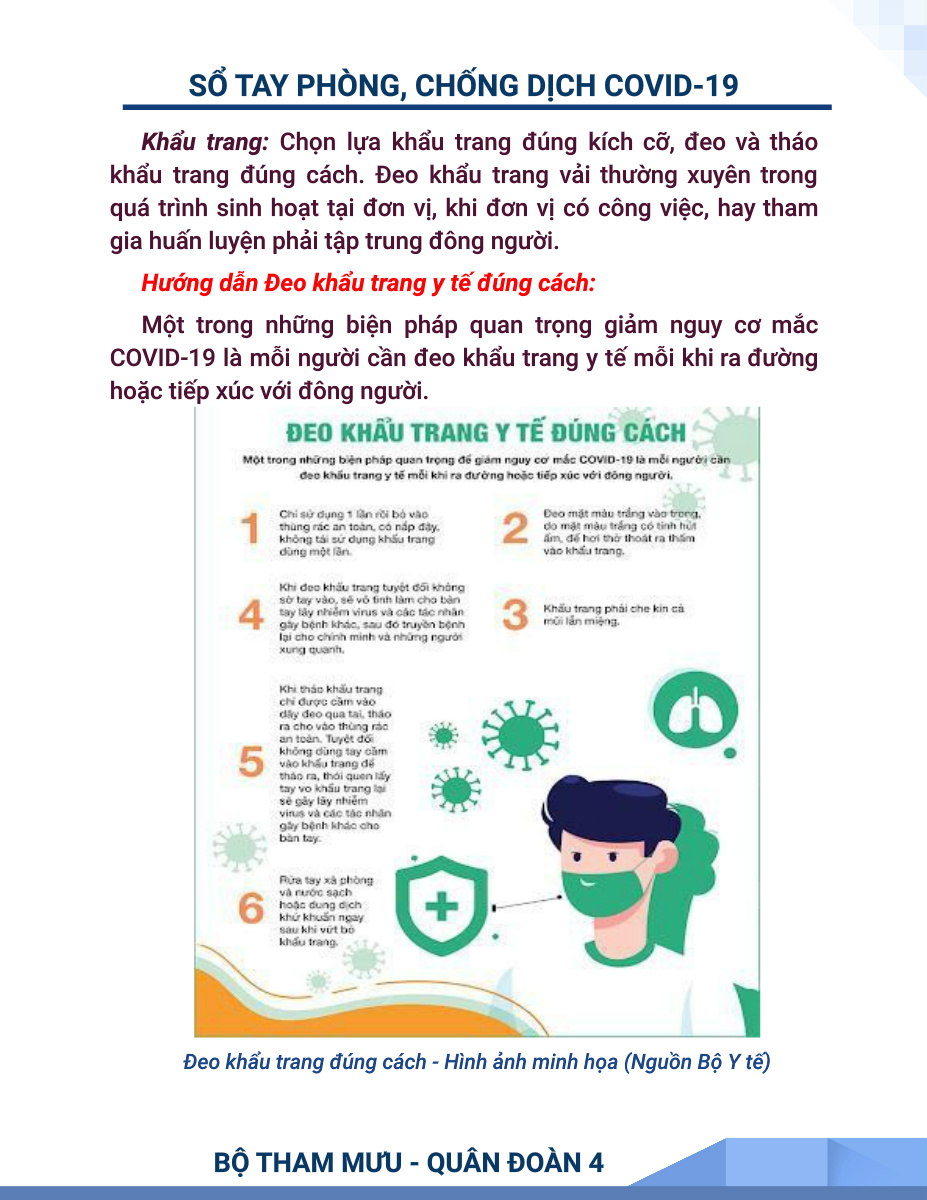 SỔ TAY PHÒNG, CHỐNG DỊCH COVID-19
Khẩu trang: Chọn lựa khẩu trang đúng kích cỡ, đeo và tháo
khẩu trang đúng cách. Đeo khẩu trang vải thường xuyên trong
quá trình sinh hoạt tại đơn vị, khi đơn vị có công việc, hay tham
gia huấn luyện phải tập trung đông người.
Hướng dẫn Đeo khẩu trang y tế đúng cách:
Một trong những biện pháp quan trọng giảm nguy cơ mắc
COVID-19 là mỗi người cần đeo khẩu trang y tế mỗi khi ra đường
hoặc tiếp xúc với đông người.
ĐEO KHẨU TRANG Y TẾ ĐÚNG CÁCH
Một trong những biện pháp quan trọng để giảm nguy cơ mắc COVID-19 là mỗi người cần
đeo khẩu trang y tế mỗi khi ra đường hoặc tiếp xúc với đông người.
1
Chỉ sử dụng 1 lần rồi bỏ vào
thùng rác an toàn, có nắp đậy,
không tái sử dụng khẩu trang
dùng một lần.
2
Đeo mặt màu trắng vào trong,
do mặt màu trắng có tính hút
ẩm, để hơi thở thoát ra thấm
vào khẩu trang.
4
Khi đeo khẩu trang tuyệt đối không
sờ tay vào, sẽ vô tình làm cho bàn
tay lây nhiễm virus và các tác nhân
gây bệnh khác, sau đó truyền bệnh
lại cho chính mình và những người
xung quanh.
3
Khẩu trang phải che kín cả
mũi lẫn miệng.
5
Khi tháo khẩu trang
chỉ được cầm vào
dây đeo qua tai, tháo
ra cho vào thùng rác
an toàn. Tuyệt đối
không dùng tay cầm
vào khẩu trang để
tháo ra, thói quen lấy
tay vo khẩu trang lại
sẽ gây lây nhiễm
virus và các tác nhân
gây bệnh khác cho
bàn tay.
6
Rửa tay xà phòng
và nước sạch
hoặc dung dịch
khử khuẩn ngay
sau khi vứt bỏ
khẩu trang.
Đeo khẩu trang đúng cách - Hình ảnh minh họa (Nguồn Bộ Y tế)
BỘ THAM MƯU - QUÂN ĐOÀN 4